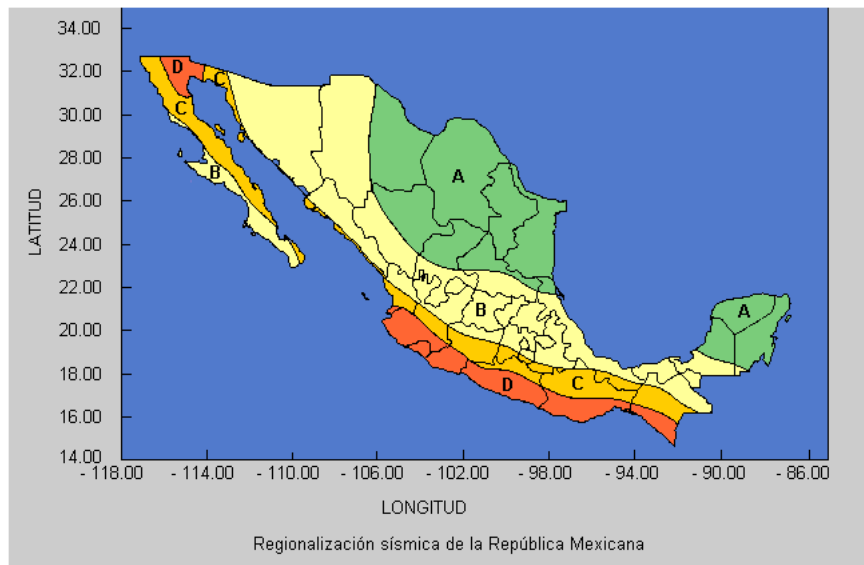 34.00
32.00
30.00
28.00
26.00
24.00
22.00
20.00
18.00
16.00
14.00
LATITUD
D
C
C
B
A
A
B
C
D
- 118.00 - 114.00 - 110.00 - 106.00 - 102.00 - 98.00 - 94.00 - 90.00 - 86.00
LONGITUD
Regionalización sísmica de la República Mexicana